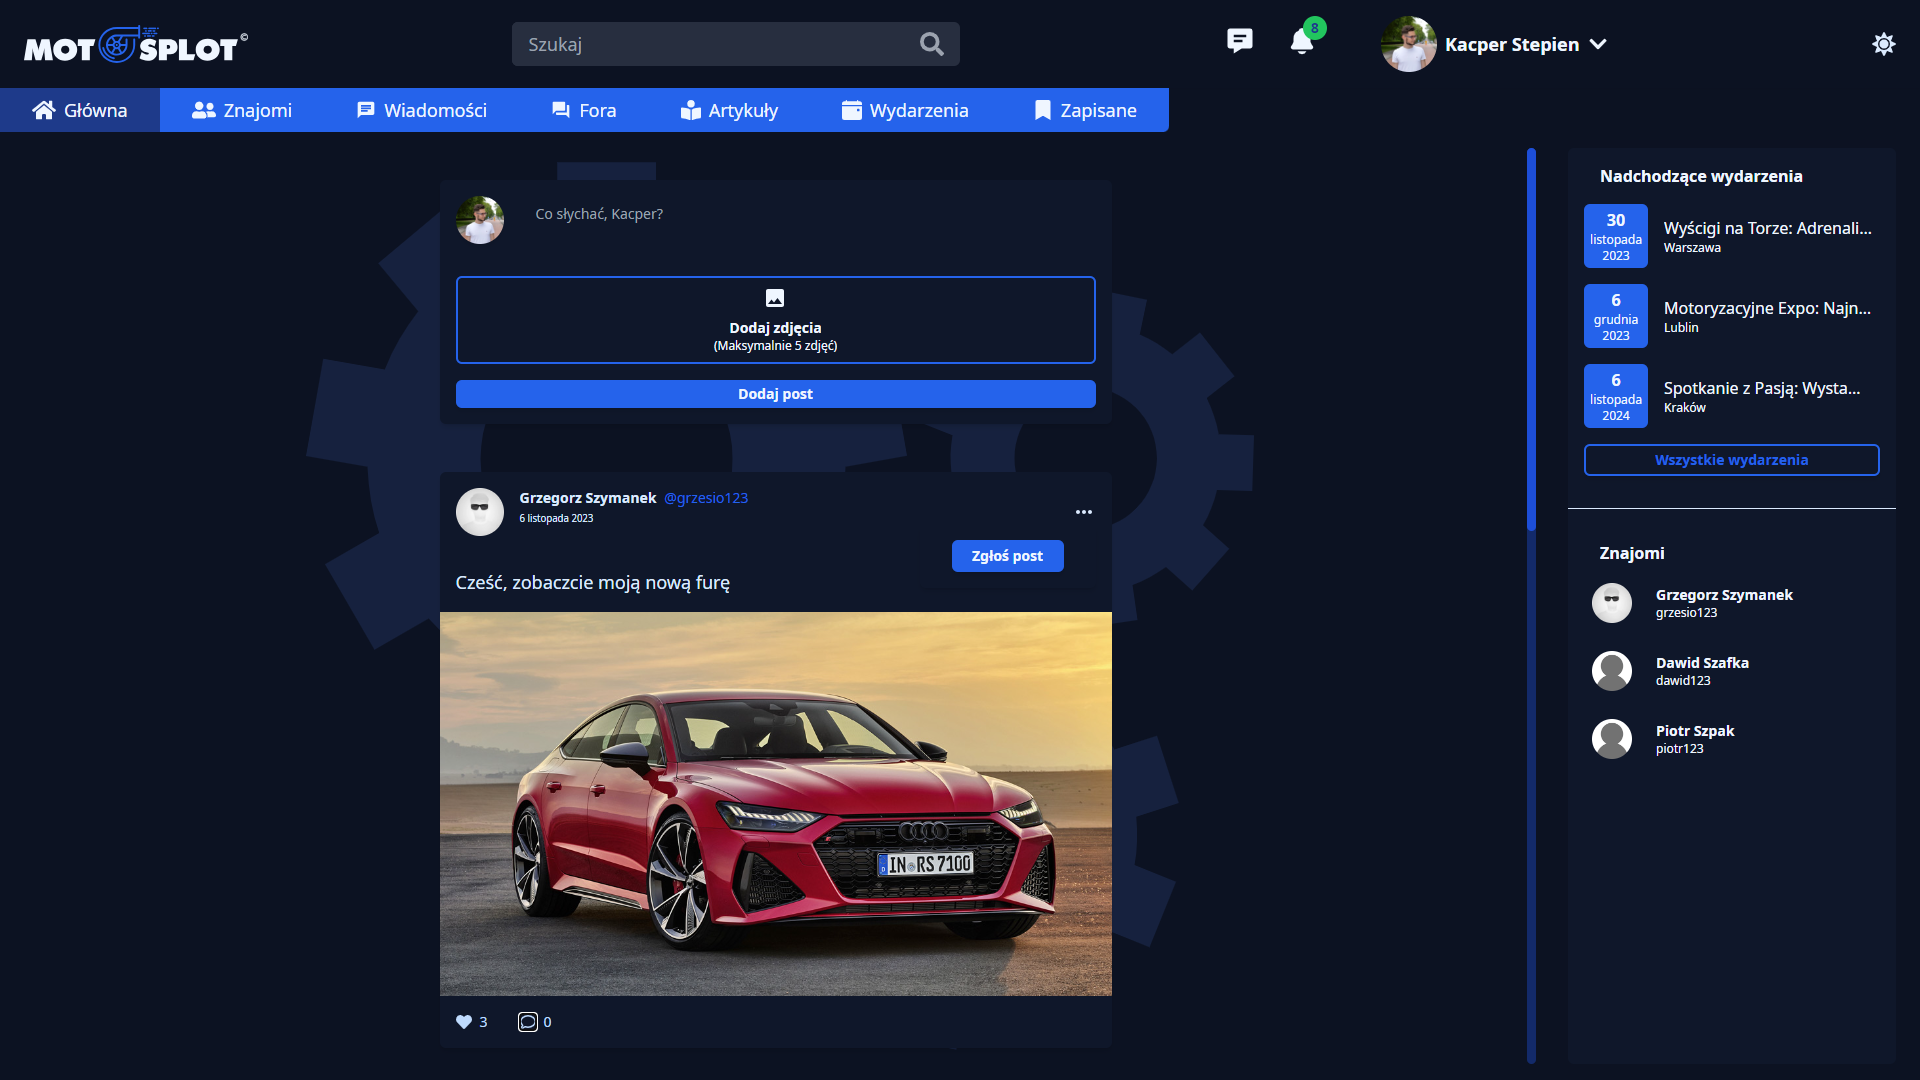 MOT SPLOT©
Szukaj
8
Kacper Stepien
Główna
Znajomi
Wiadomości
Fora
Artykuły
Wydarzenia
Zapisane
Co słychać, Kacper?
Dodaj zdjęcia
(Maksymalnie 5 zdjęć)
Dodaj post
Grzegorz Szymanek @grzesio123
6 listopada 2023
Zgłoś post
Cześć, zobaczcie moją nową furę
IN RS 7100
3
0
Nadchodzące wydarzenia
30
listopada
2023
Wyścigi na Torze: Adrenali...
Warszawa
6
grudnia
2023
Motoryzacyjne Expo: Najn...
Lublin
6
listopada
2024
Spotkanie z Pasją: Wysta...
Kraków
Wszystkie wydarzenia
Znajomi
Grzegorz Szymanek
grzesio123
Dawid Szafka
dawid123
Piotr Szpak
piotr123